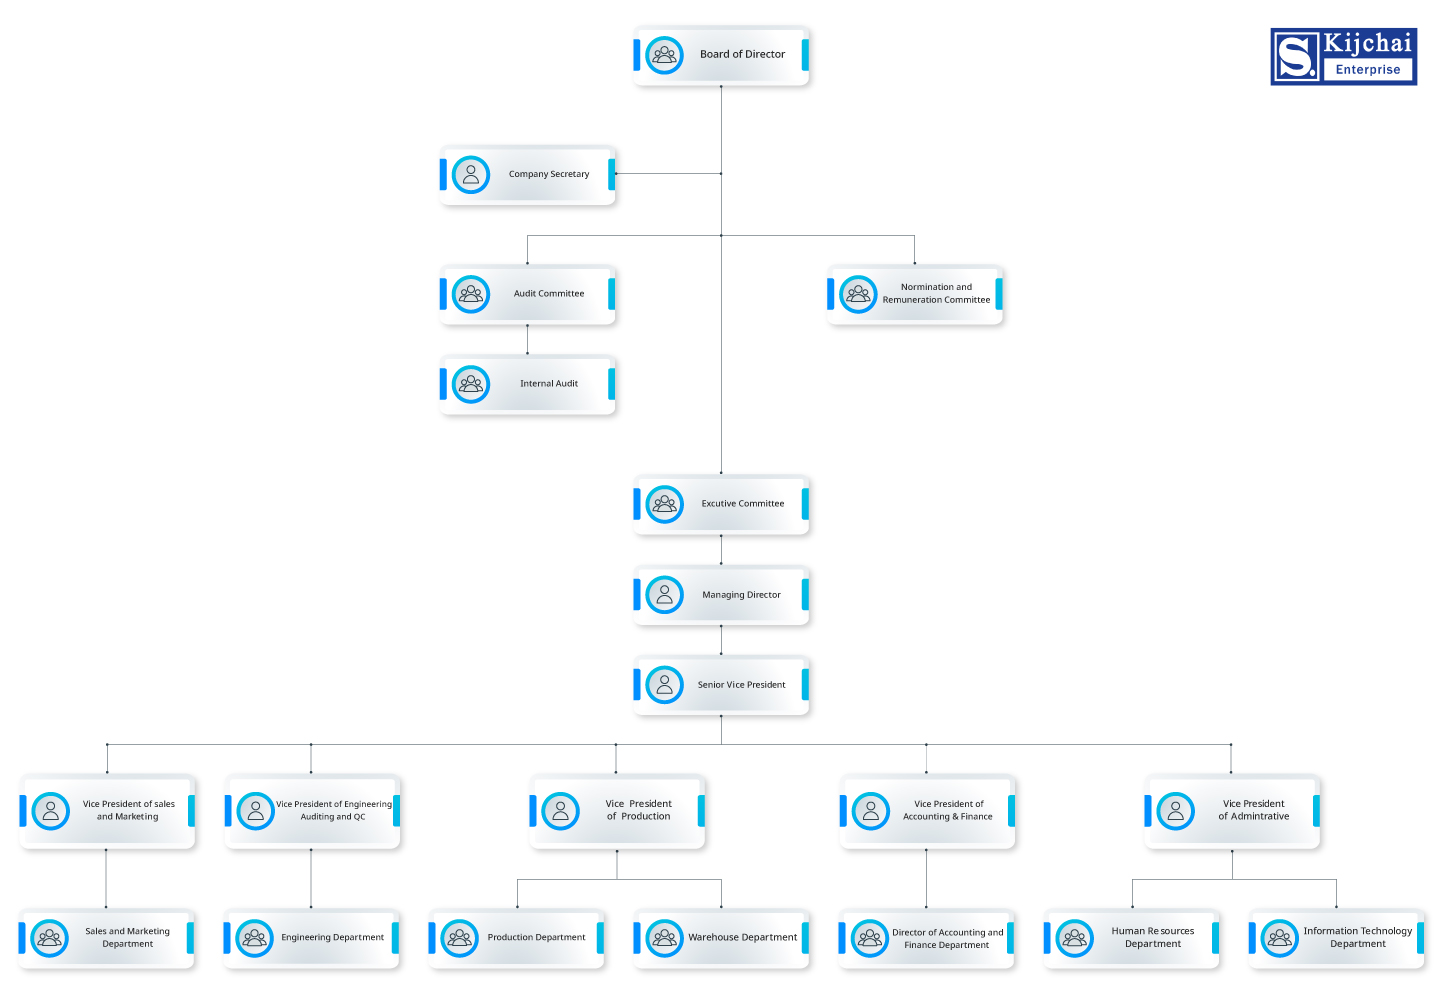 Board of Director
S.
Kijchai
Enterprise
Company Secretary
Audit Committee
Normination and
Remuneration Committee
Internal Audit
Excutive Committee
Managing Director
Senior Vice President
Vice President of sales
and Marketing
Vice President of Engineering
Auditing and QC
Vice President
of Production
Vice President of
Accounting & Finance
Vice President
of Admintrative
Sales and Marketing
Department
Engineering Department
Production Department
Warehouse Department
Director of Accounting and
Finance Department
Human Resources
Department
Information Technology
Department